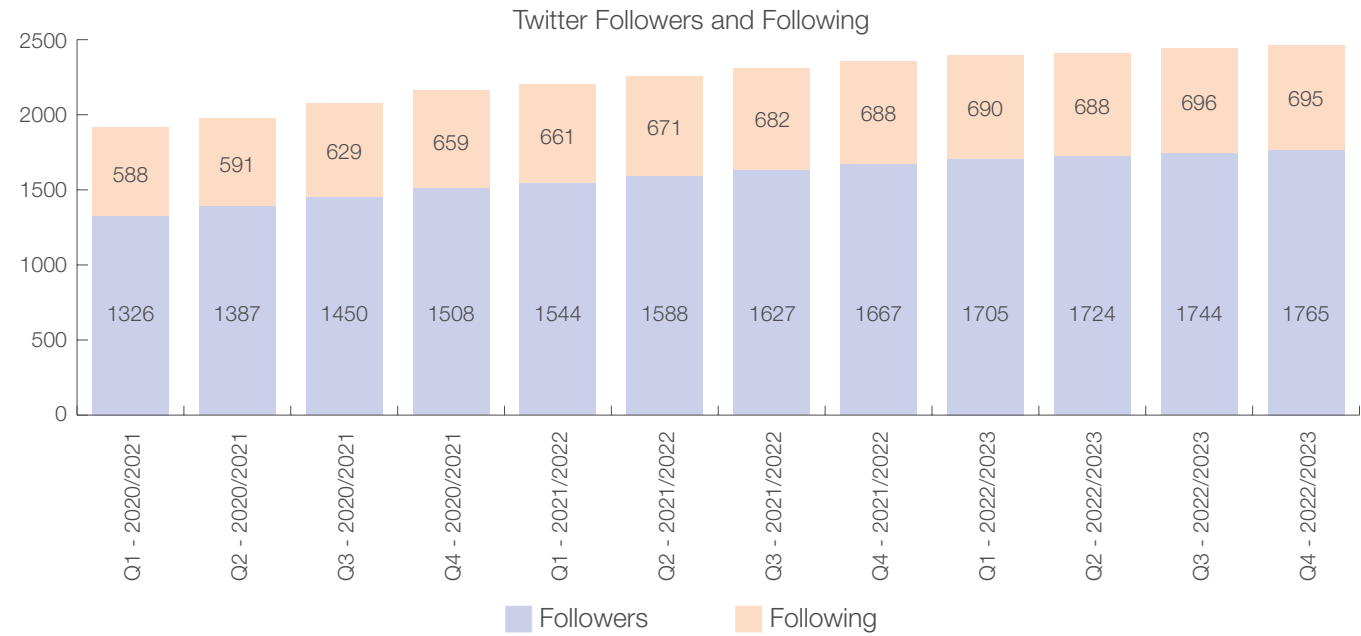 Twitter Followers and Following
2500
2000
1500
1000
500
0
588 591 629 659 661 671 682 688 690 688 696 695
1326 1387 1450 1508 1544 1588 1627 1667 1705 1724 1744 1765
Q1 - 2020/2021
Q2 - 2020/2021
Q3 - 2020/2021
Q4 - 2020/2021
Q1 - 2021/2022
Q2 - 2021/2022
Q3 - 2021/2022
Q4 - 2021/2022
Q1 - 2022/2023
Q2 - 2022/2023
Q3 - 2022/2023
Q4 - 2022/2023
Followers Following